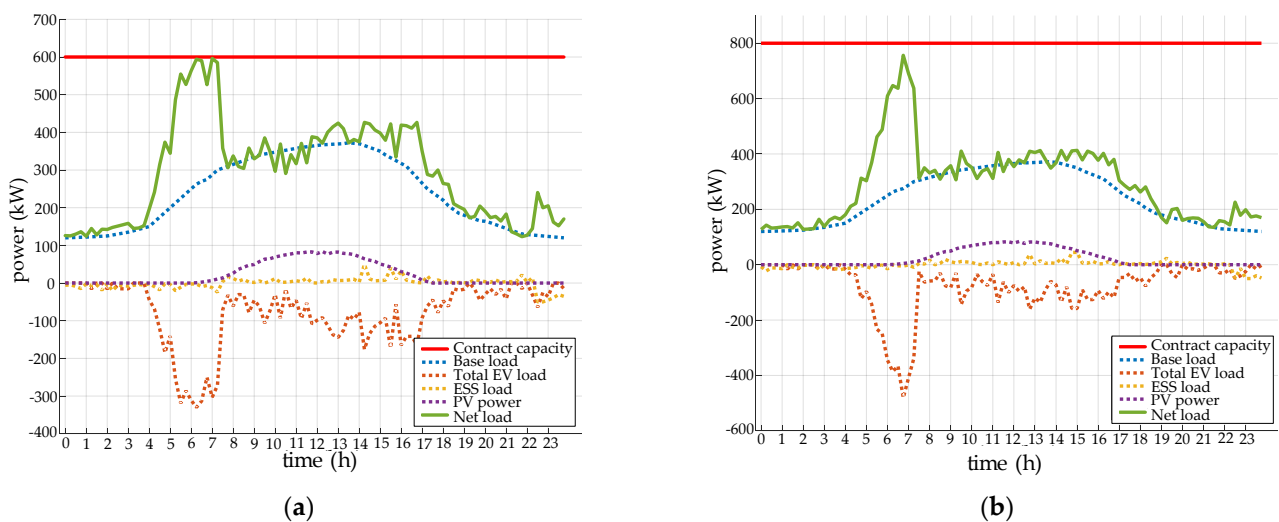 700
600
500
400
300
200
100
0
-100
-200
-300
-400
power (kW)
0 1 2 3 4 5 6 7 8 9 10 11 12 13 14 15 16 17 18 19 20 21 22 23
time (h)
Contract capacity
Base load
Total EV load
ESS load
PV power
Net load
(a)
800
600
400
200
0
-200
-400
-600
power (kW)
0 1 2 3 4 5 6 7 8 9 10 11 12 13 14 15 16 17 18 19 20 21 22 23
time (h)
Contract capacity
Base load
Total EV load
ESS load
PV power
Net load
(b)